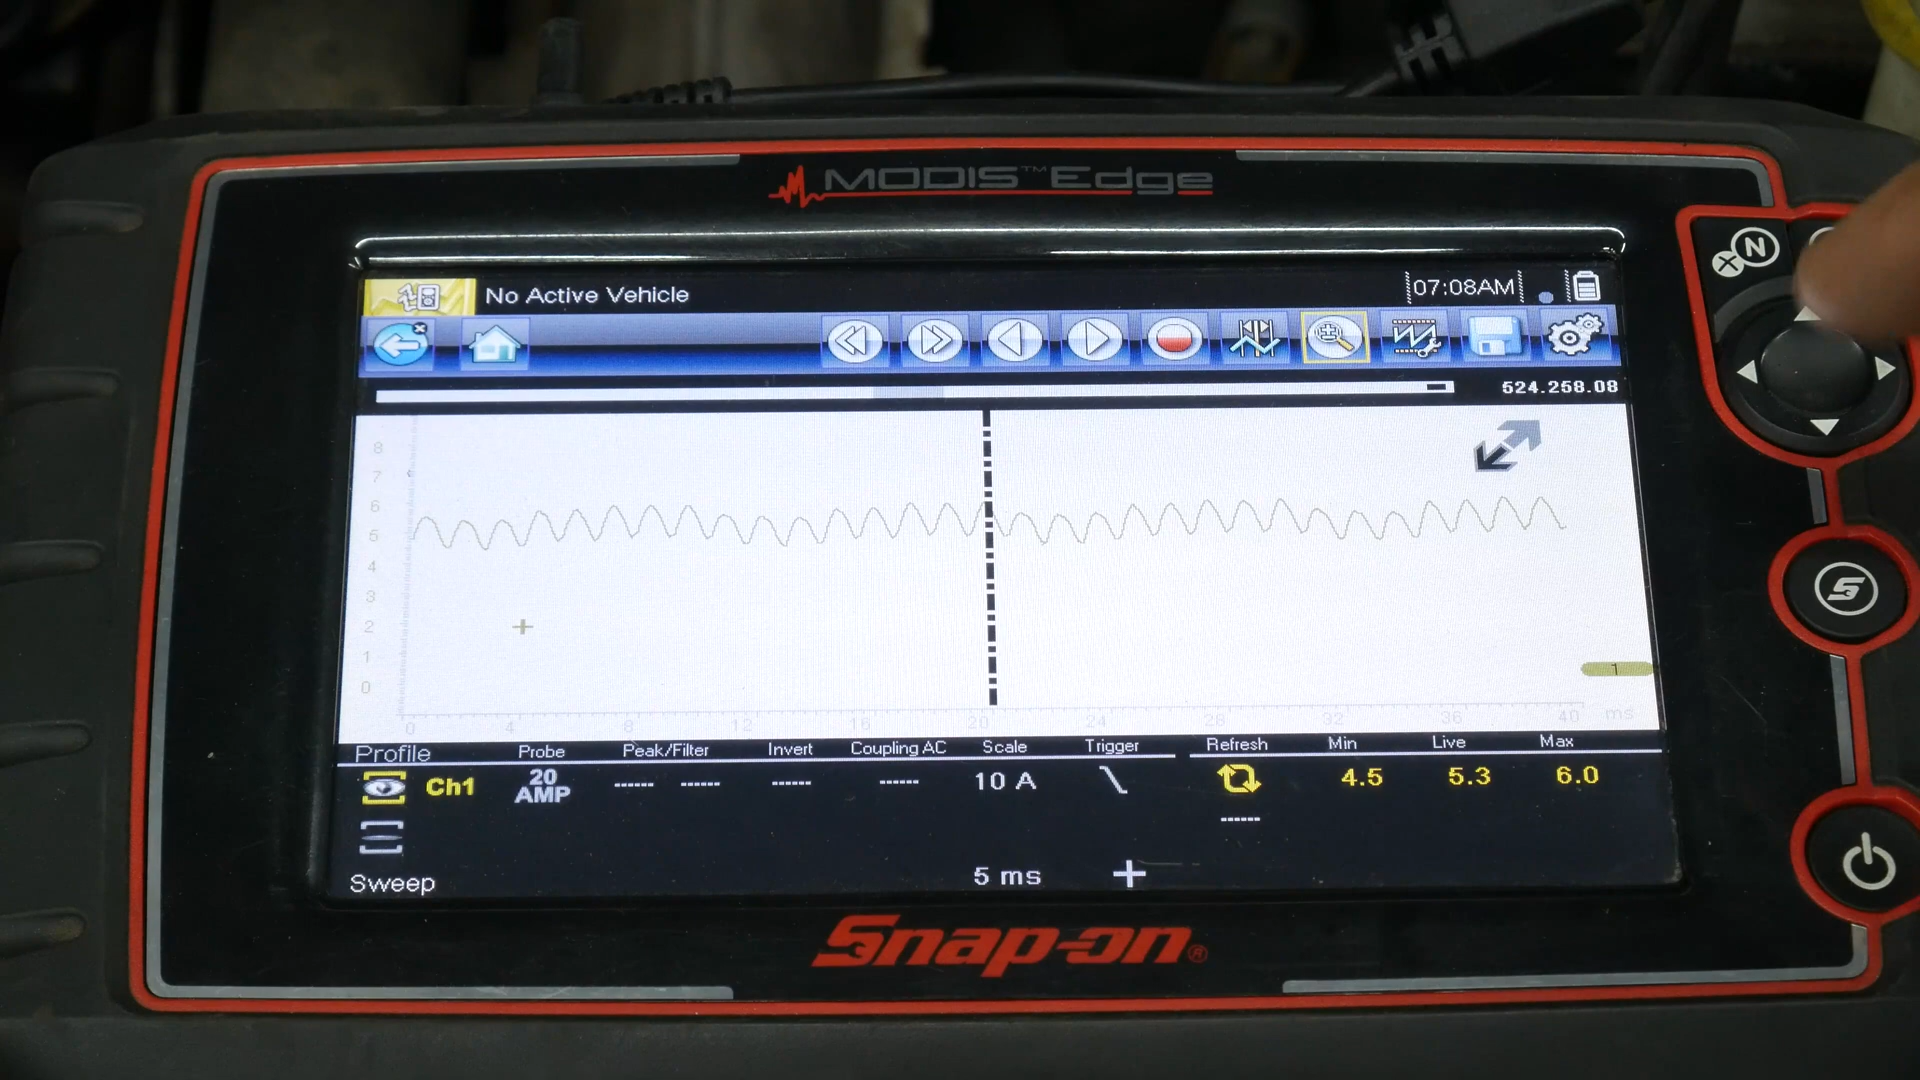 MODIS™ Edge
N
X
No Active Vehicle
07:08AM
524.258.08
8
7
6
5
4
3
2
1
0
1
0 4 8 12 16 20 24 28 32 36 40 ms
Profile Probe Peak/Filter Invert Coupling AC Scale Trigger Refresh Min Live Max
Ch1 20 AMP ------ ------ ------ ------ 10 A 4.5 5.3 6.0
------
Sweep 5 ms
Snap-on®
S